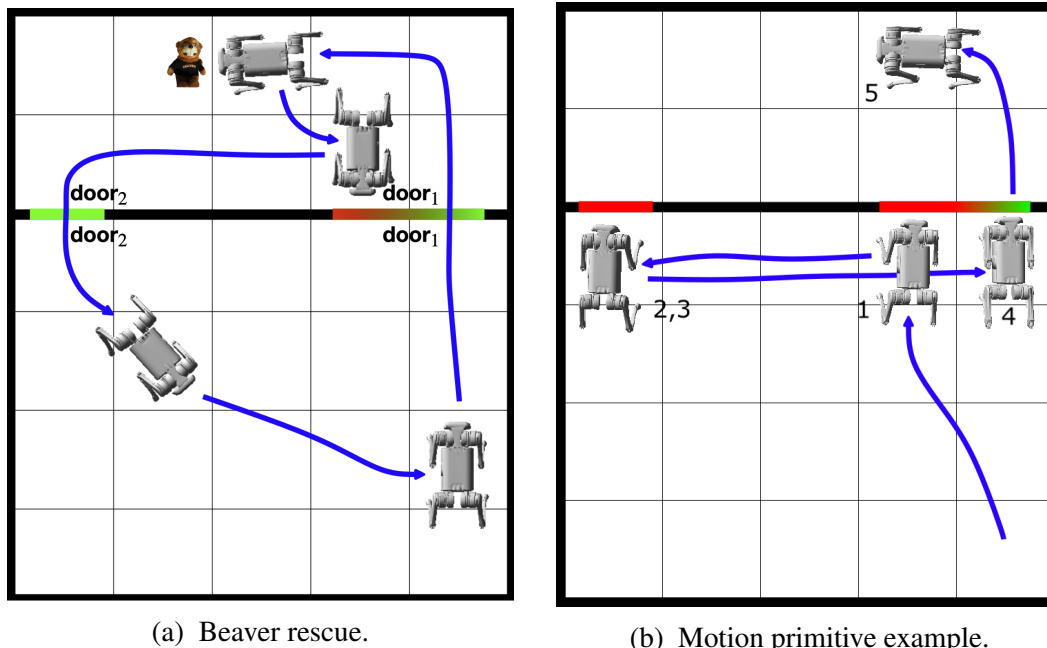 door₂
door₁
door₂
door₁
(a) Beaver rescue.
5
2,3
1
4
(b) Motion primitive example.